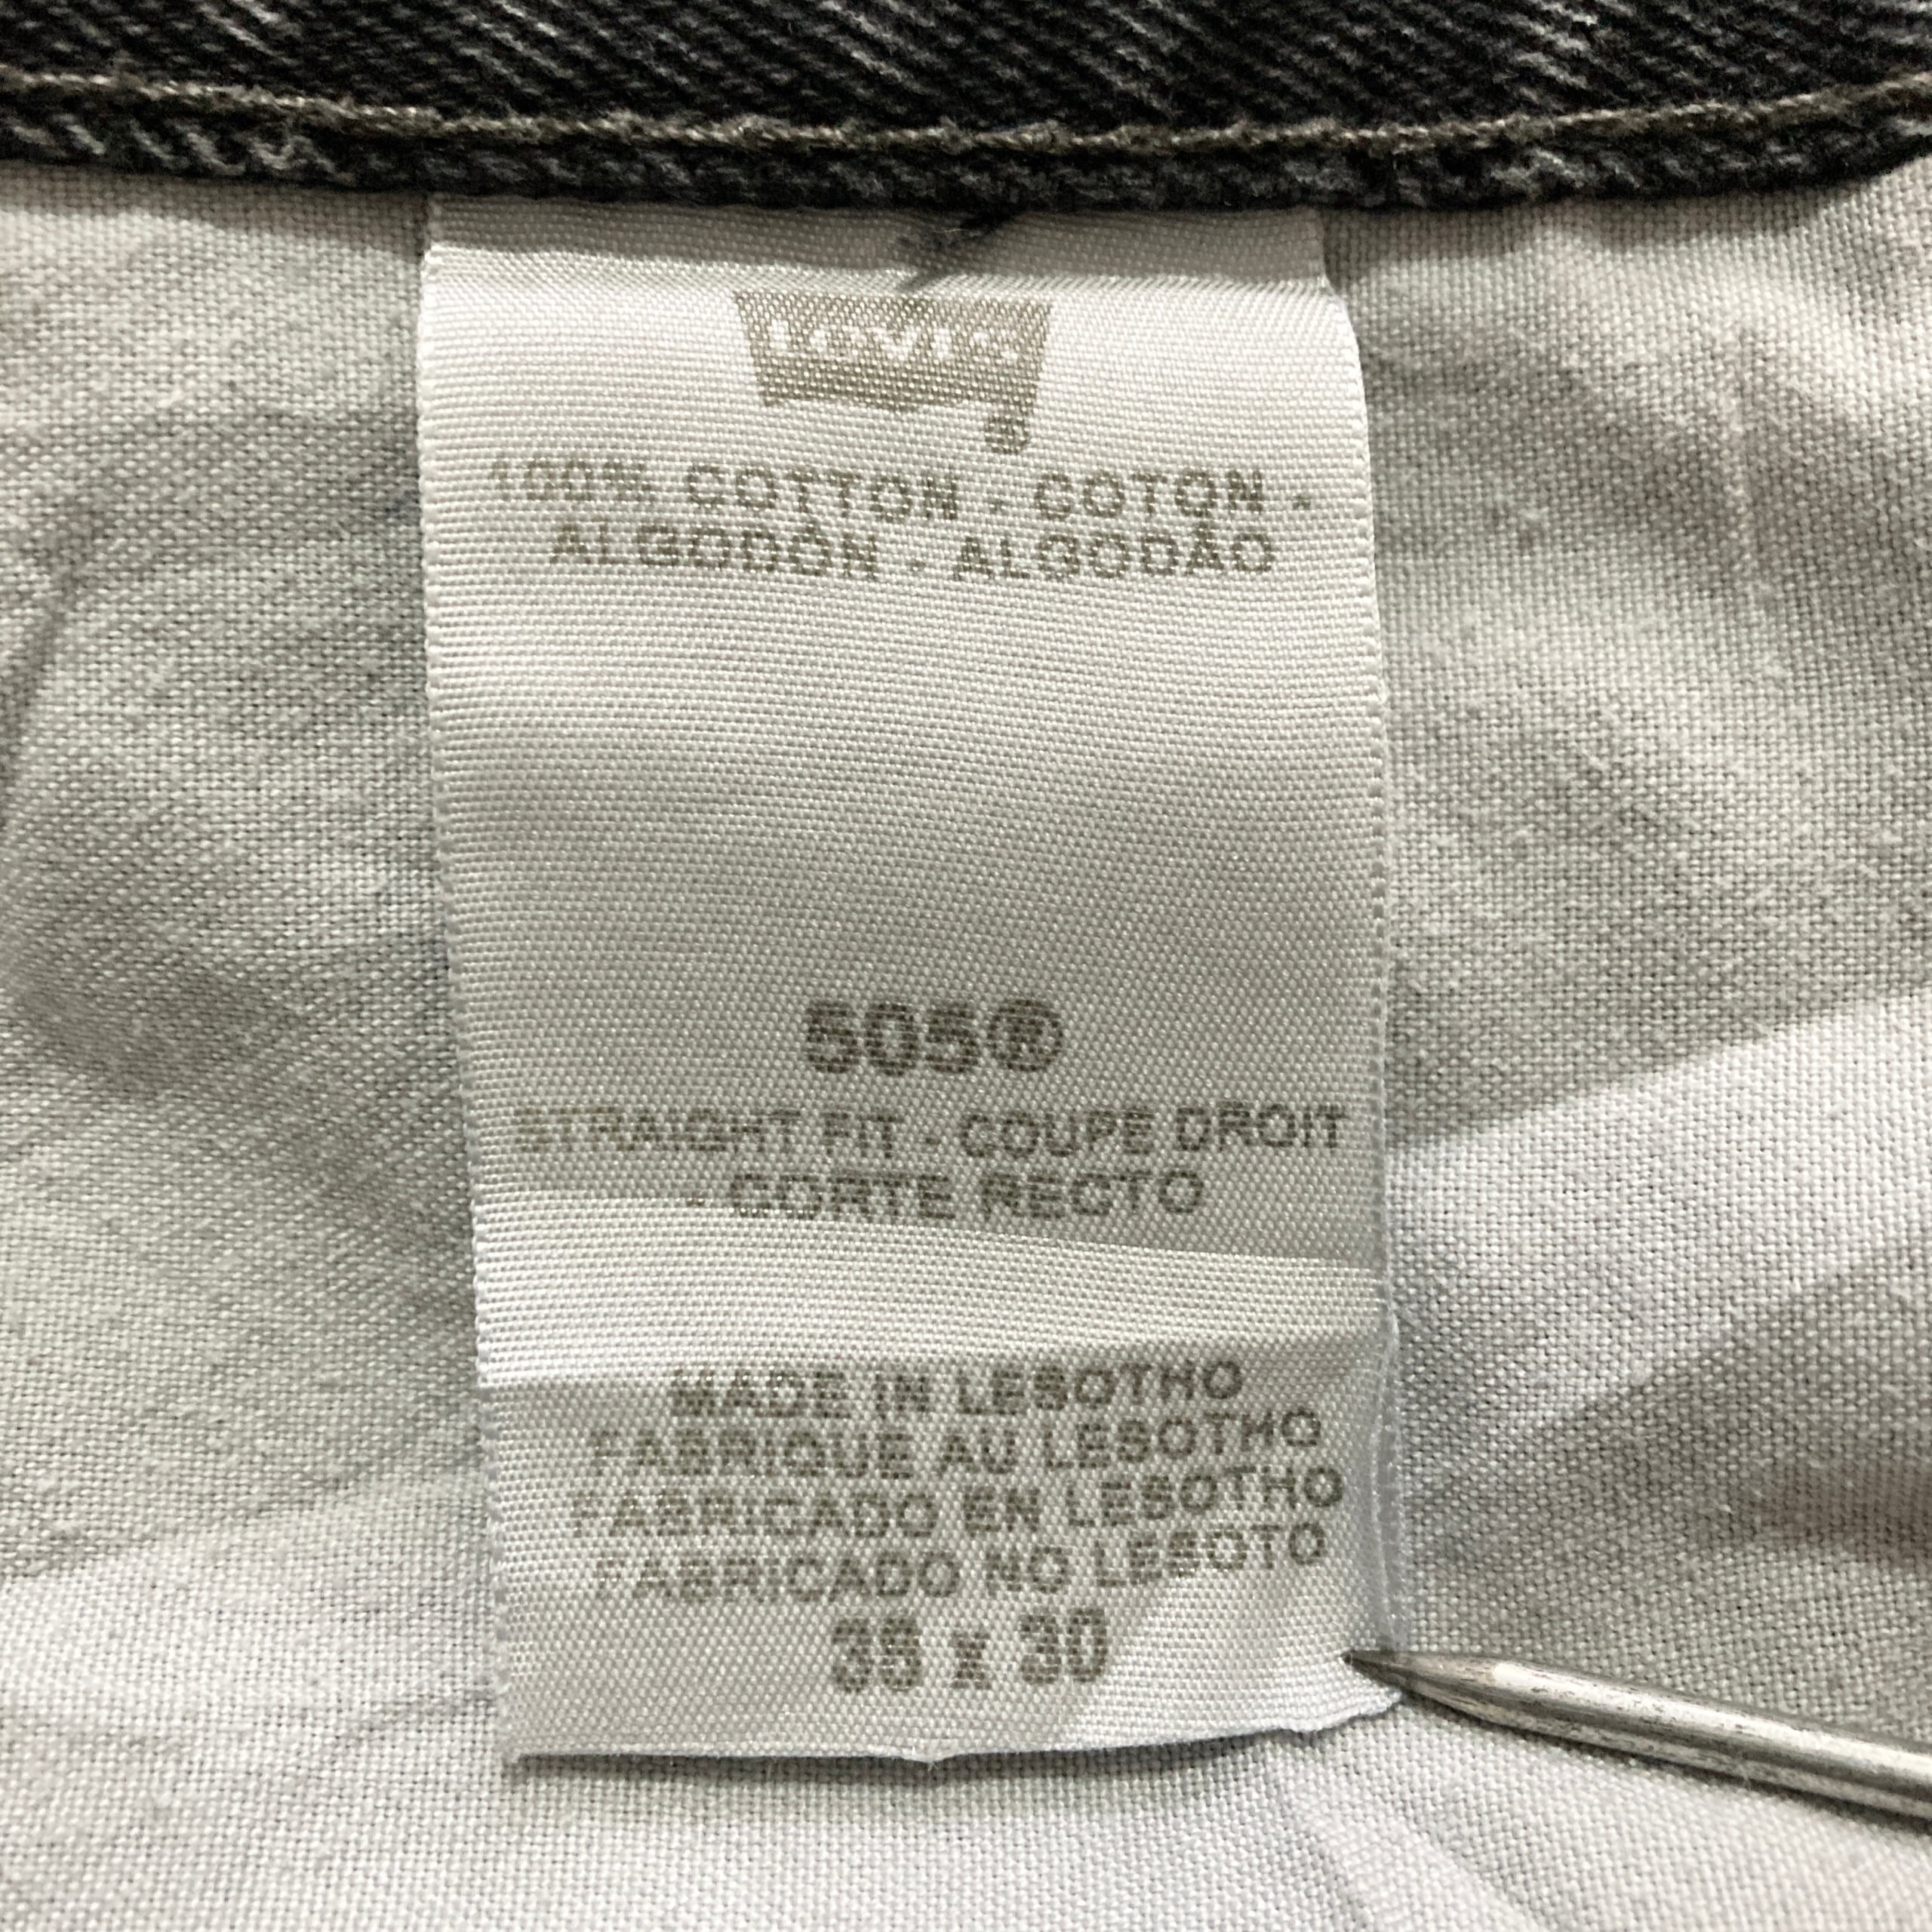 Levi's
®
100% COTTON - COTON -
ALGODÓN - ALGODÃO
505®
STRAIGHT FIT - COUPE DROIT
- CORTE RECTO
MADE IN LESOTHO
FABRIQUE AU LESOTHO
FABRICADO EN LESOTHO
FABRICADO NO LESOTO
x 30